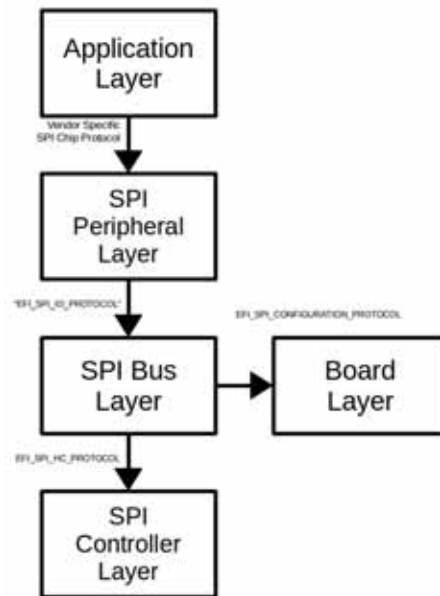 Application
Layer
Vendor Specific
SPI Chip Protocol
SPI
Peripheral
Layer
"EFI_SPI_IO_PROTOCOL"
EFI_SPI_CONFIGURATION_PROTOCOL
SPI Bus
Layer
Board
Layer
EFI_SPI_HC_PROTOCOL
SPI
Controller
Layer